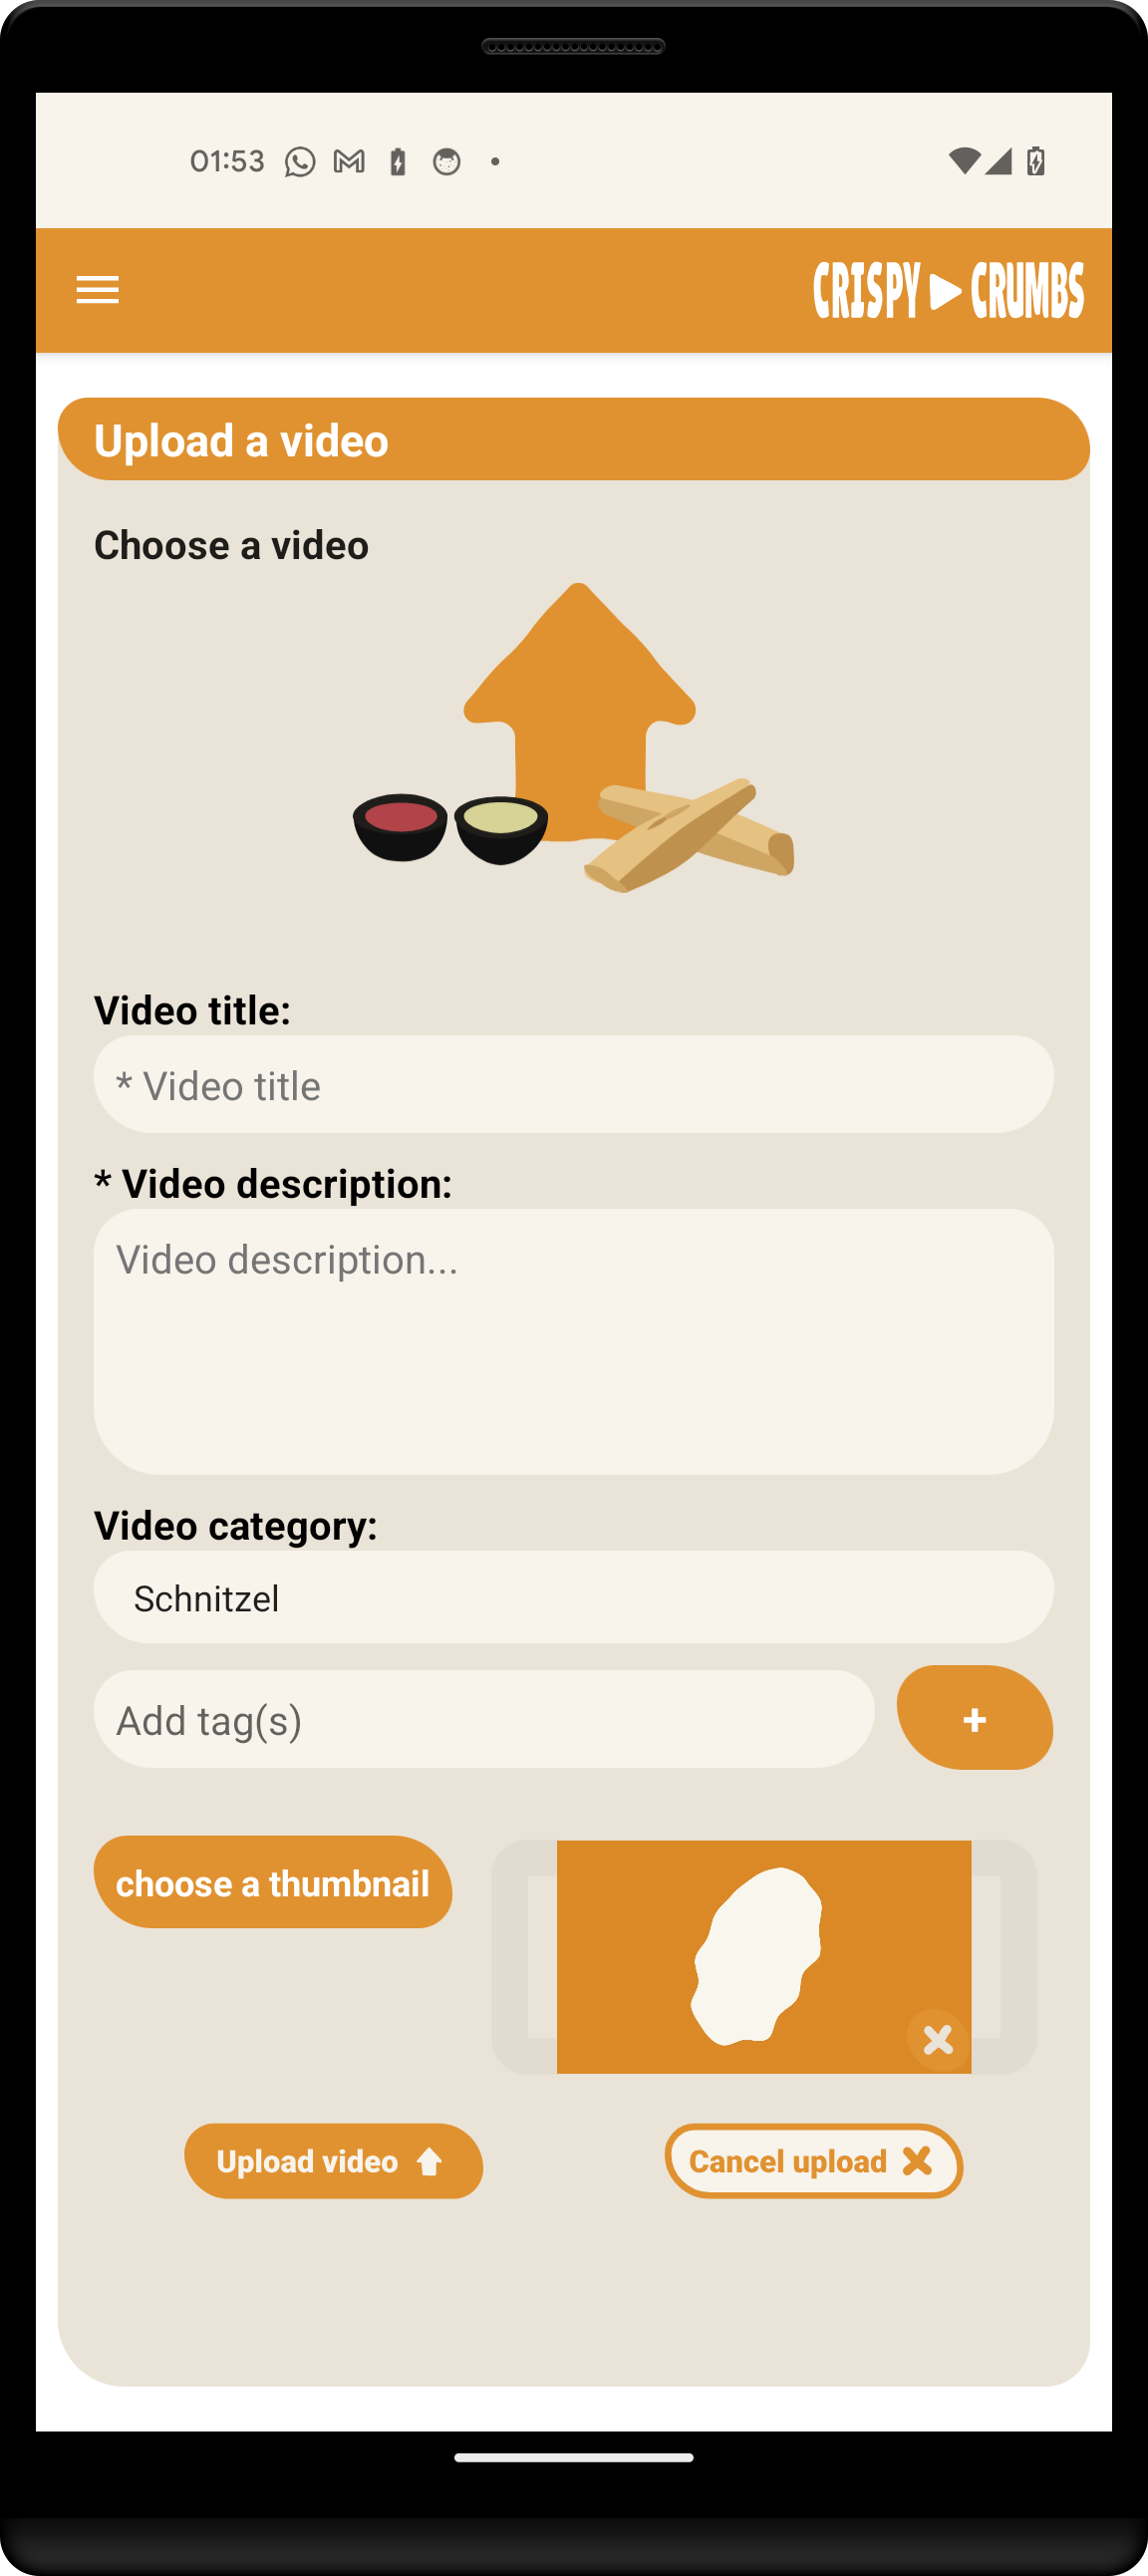 01:53
CRISPY CRUMBS
Upload a video
Choose a video
Video title:
* Video title
* Video description:
Video description...
Video category:
Schnitzel
Add tag(s)
+
choose a thumbnail
Upload video
Cancel upload